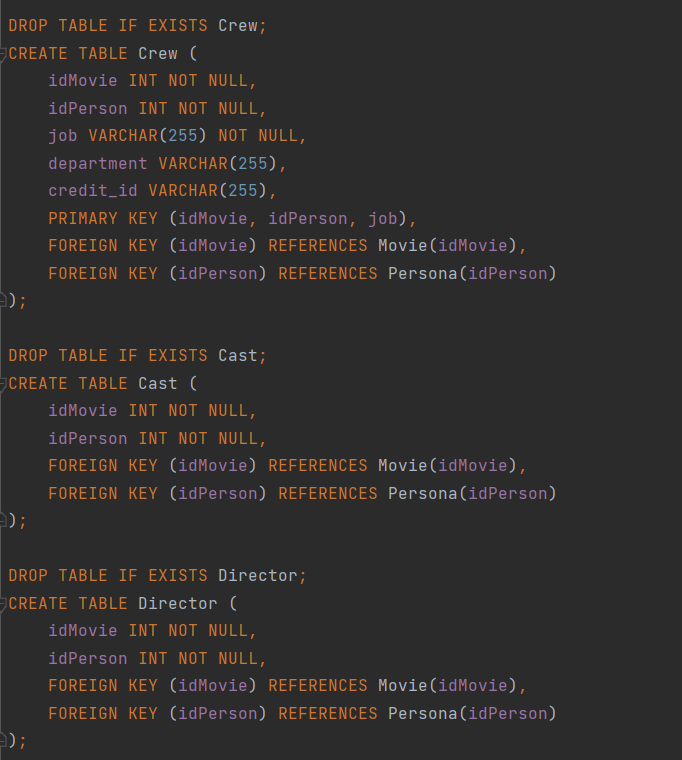 DROP TABLE IF EXISTS Crew;
CREATE TABLE Crew (
    idMovie INT NOT NULL,
    idPerson INT NOT NULL,
    job VARCHAR(255) NOT NULL,
    department VARCHAR(255),
    credit_id VARCHAR(255),
    PRIMARY KEY (idMovie, idPerson, job),
    FOREIGN KEY (idMovie) REFERENCES Movie(idMovie),
    FOREIGN KEY (idPerson) REFERENCES Persona(idPerson)
);

DROP TABLE IF EXISTS Cast;
CREATE TABLE Cast (
    idMovie INT NOT NULL,
    idPerson INT NOT NULL,
    FOREIGN KEY (idMovie) REFERENCES Movie(idMovie),
    FOREIGN KEY (idPerson) REFERENCES Persona(idPerson)
);

DROP TABLE IF EXISTS Director;
CREATE TABLE Director (
    idMovie INT NOT NULL,
    idPerson INT NOT NULL,
    FOREIGN KEY (idMovie) REFERENCES Movie(idMovie),
    FOREIGN KEY (idPerson) REFERENCES Persona(idPerson)
);